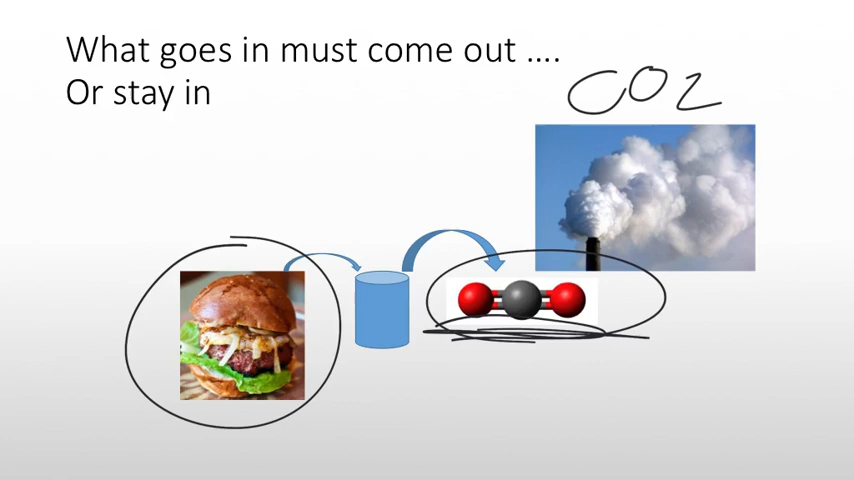 What goes in must come out ….
Or stay in
CO2